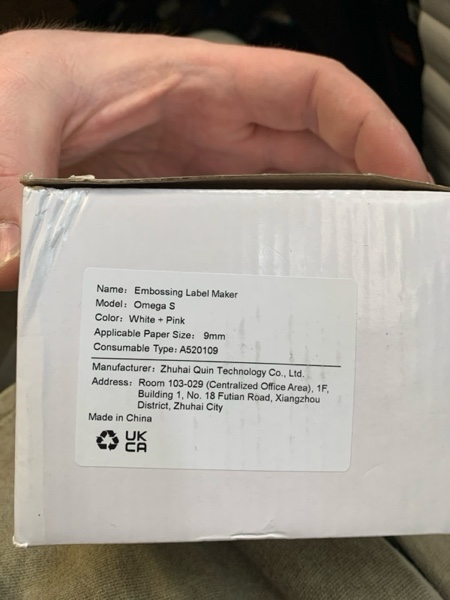 Name: Embossing Label Maker
Model: Omega S
Color: White + Pink
Applicable Paper Size: 9mm
Consumable Type: A520109
Manufacturer: Zhuhai Quin Technology Co., Ltd.
Address: Room 103-029 (Centralized Office Area), 1F,
Building 1, No. 18 Futian Road, Xiangzhou
District, Zhuhai City
Made in China
UK
CA